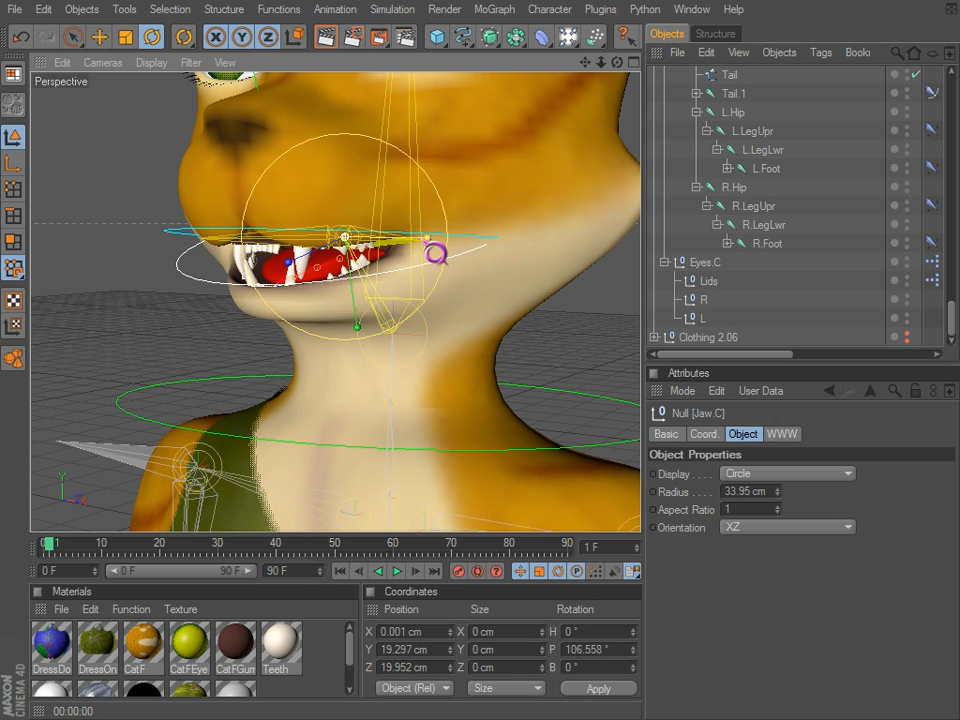 File Edit Objects Tools Selection Structure Functions Animation Simulation Render MoGraph Character Plugins Python Window Help
Edit Cameras Display Filter View
Perspective
Objects Structure
File Edit View Objects Tags Book
Tail
Tail.1
L.Hip
L.LegUpr
L.LegLwr
L.Foot
R.Hip
R.LegUpr
R.LegLwr
R.Foot
Eyes.C
Lids
R
L
Clothing 2.06
Attributes
Mode Edit User Data
Null [Jaw.C]
Basic Coord. Object WWW
Object Properties
Display . . . . Circle
Radius . . . . 33.95 cm
Aspect Ratio 1
Orientation XZ
X Y Z
Y
0 1 10 20 30 40 50 60 70 80 90 1 F
0 F 0 F 90 F 90 F
Materials
File Edit Function Texture
DressDo DressOn CatF CatFEye CatFGum Teeth
Coordinates
Position Size Rotation
X 0.001 cm X 0 cm H 0 °
Y 19.297 cm Y 0 cm P 106.558 °
Z 19.952 cm Z 0 cm B 0 °
Object (Rel) Size Apply
MAXON
CINEMA 4D
00:00:00